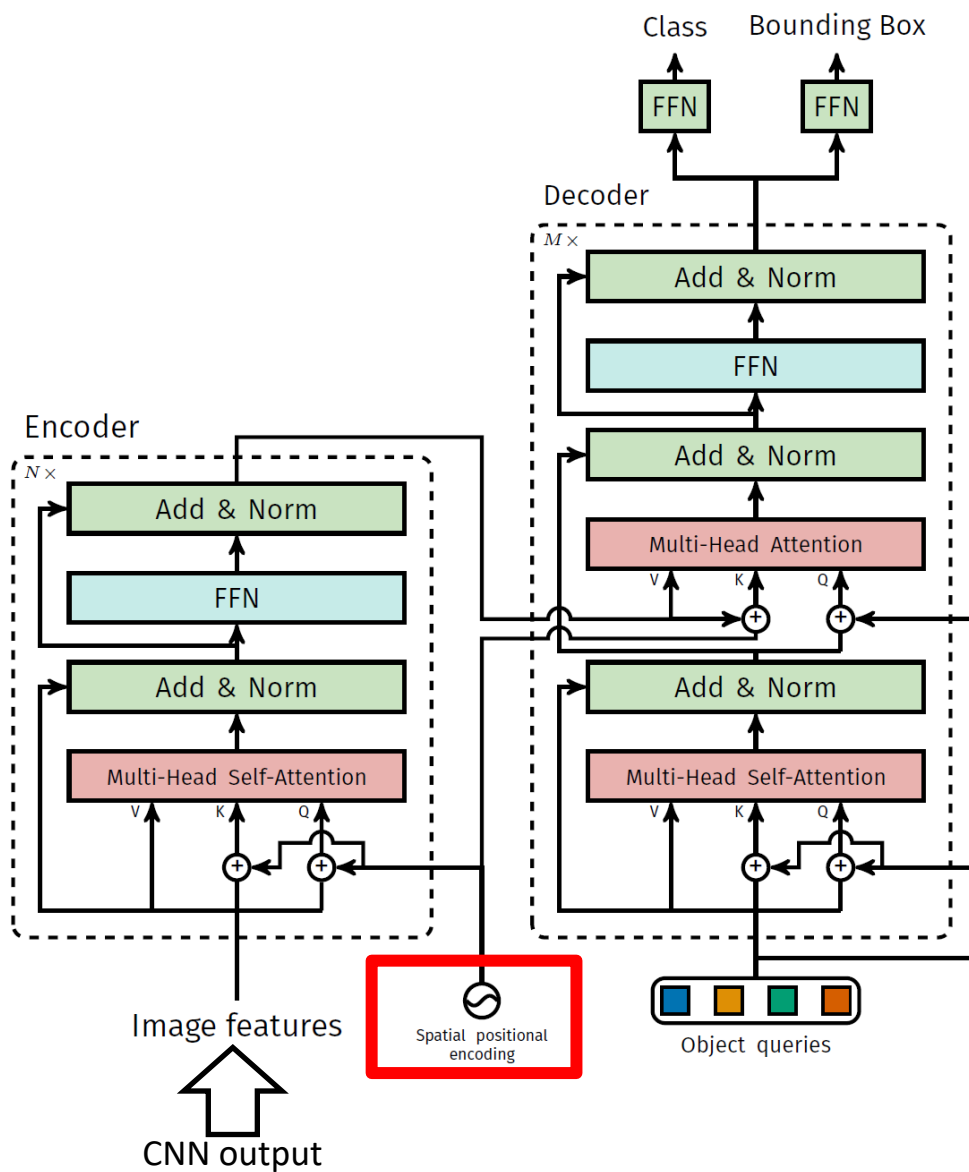 Class
Bounding Box
FFN
FFN
Decoder
M ×
Add & Norm
FFN
Add & Norm
Multi-Head Attention
V K Q
Add & Norm
Multi-Head Self-Attention
V K Q
Object queries
Encoder
N ×
Add & Norm
FFN
Add & Norm
Multi-Head Self-Attention
V K Q
Image features
CNN output
Spatial positional
encoding